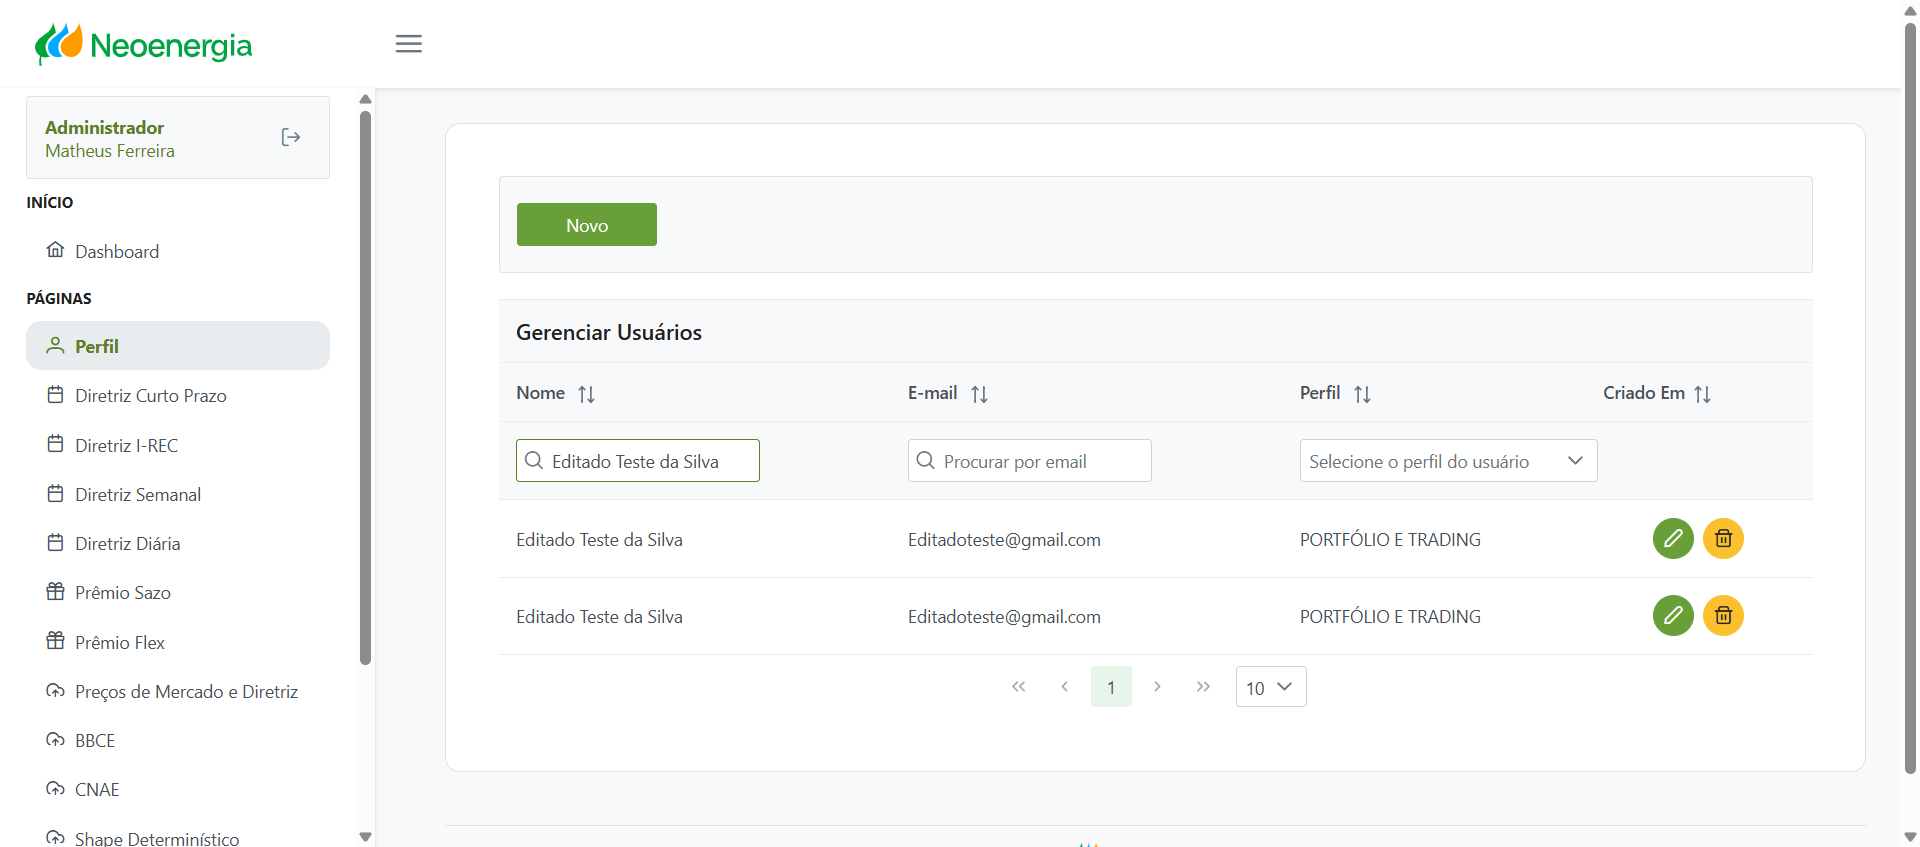 Neoenergia
Administrador
Matheus Ferreira
INÍCIO
Dashboard
PÁGINAS
Perfil
Diretriz Curto Prazo
Diretriz I-REC
Diretriz Semanal
Diretriz Diária
Prêmio Sazo
Prêmio Flex
Preços de Mercado e Diretriz
BBCE
CNAE
Shape Determinístico
Novo
Gerenciar Usuários
Nome E-mail Perfil Criado Em
Editado Teste da Silva Procurar por email Selecione o perfil do usuário
Editado Teste da Silva Editadoteste@gmail.com PORTFÓLIO E TRADING
Editado Teste da Silva Editadoteste@gmail.com PORTFÓLIO E TRADING
1 10